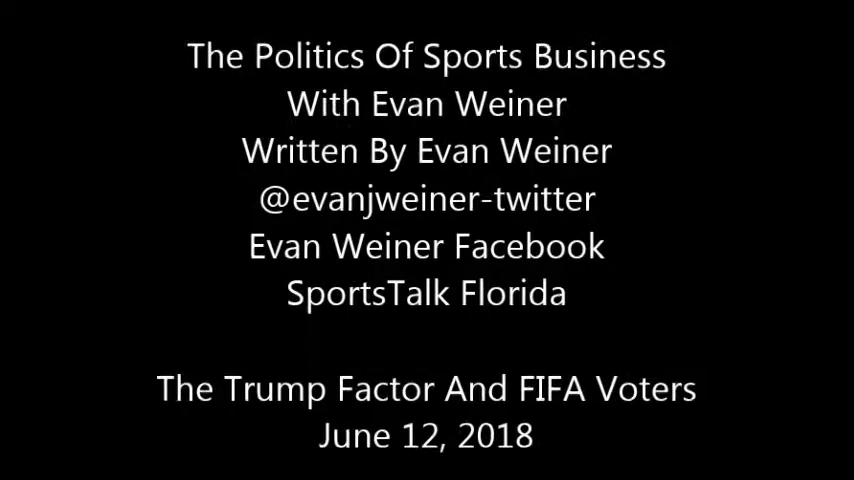 The Politics Of Sports Business
With Evan Weiner
Written By Evan Weiner
@evanjweiner-twitter
Evan Weiner Facebook
SportsTalk Florida
The Trump Factor And FIFA Voters
June 12, 2018